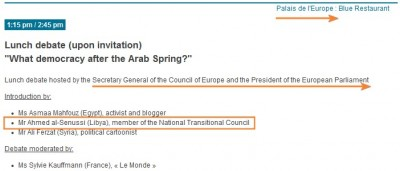 Palais de l'Europe : Blue Restaurant
1:15 pm / 2:45 pm
Lunch debate (upon invitation)
"What democracy after the Arab Spring?"
Lunch debate hosted by the Secretary General of the Council of Europe and the President of the European Parliament
Introduction by:
• Ms Asmaa Mahfouz (Egypt), activist and blogger
• Mr Ahmed al-Senussi (Libya), member of the National Transitional Council
• Mr Ali Ferzat (Syria), political cartoonist
Debate moderated by:
• Ms Sylvie Kauffmann (France), « Le Monde »